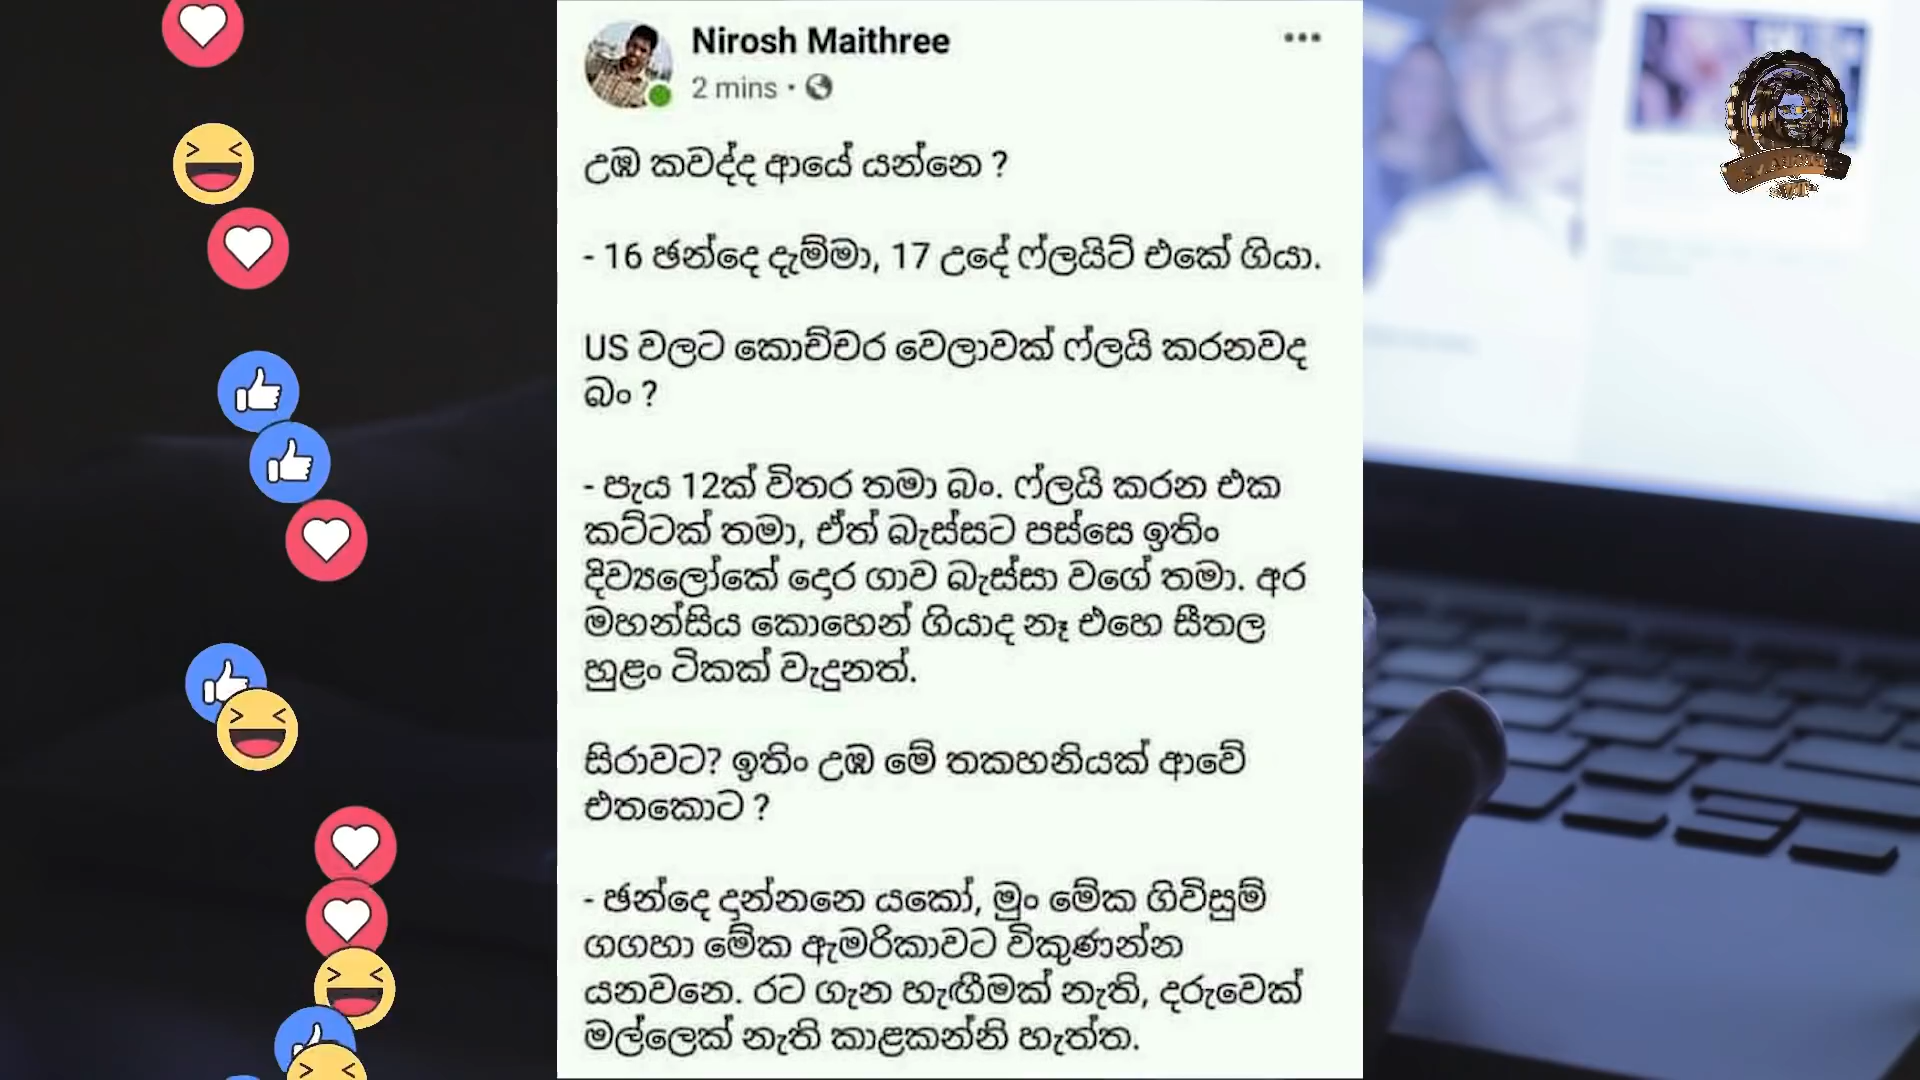 Nirosh Maithree
2 mins ·
උඹ කවද්ද ආයේ යන්නෙ ?
- 16 ඡන්දෙ දැම්මා, 17 උදේ ෆ්ලයිට් එකේ ගියා.
US වලට කොච්චර වෙලාවක් ෆ්ලයි කරනවද
බං ?
- පැය 12ක් විතර තමා බං. ෆ්ලයි කරන එක
කට්ටක් තමා, ඒත් බැස්සට පස්සෙ ඉතිං
දිව්‍යලෝකේ දොර ගාව බැස්සා වගේ තමා. අර
මහන්සිය කොහෙන් ගියාද නෑ එහෙ සීතල
හුළං ටිකක් වැදුනත්.
සිරාවට? ඉතිං උඹ මේ තකහනියක් ආවේ
එතකොට ?
- ඡන්දෙ දාන්නනෙ යකෝ, මුං මේක ගිවිසුම්
ගගහා මේක ඇමරිකාවට විකුණන්න
යනවනෙ. රට ගැන හැඟීමක් නැති, දරුවෙක්
මල්ලෙක් නැති කාළකන්නි හැත්ත.